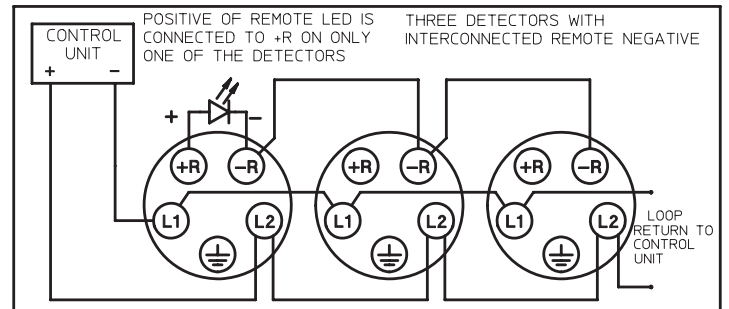 POSITIVE OF REMOTE LED IS
CONNECTED TO +R ON ONLY
ONE OF THE DETECTORS
THREE DETECTORS WITH
INTERCONNECTED REMOTE NEGATIVE
CONTROL
UNIT
+ −
+ −
+R −R +R −R +R −R
L1 L2 L1 L2 L1 L2
LOOP
RETURN TO
CONTROL
UNIT